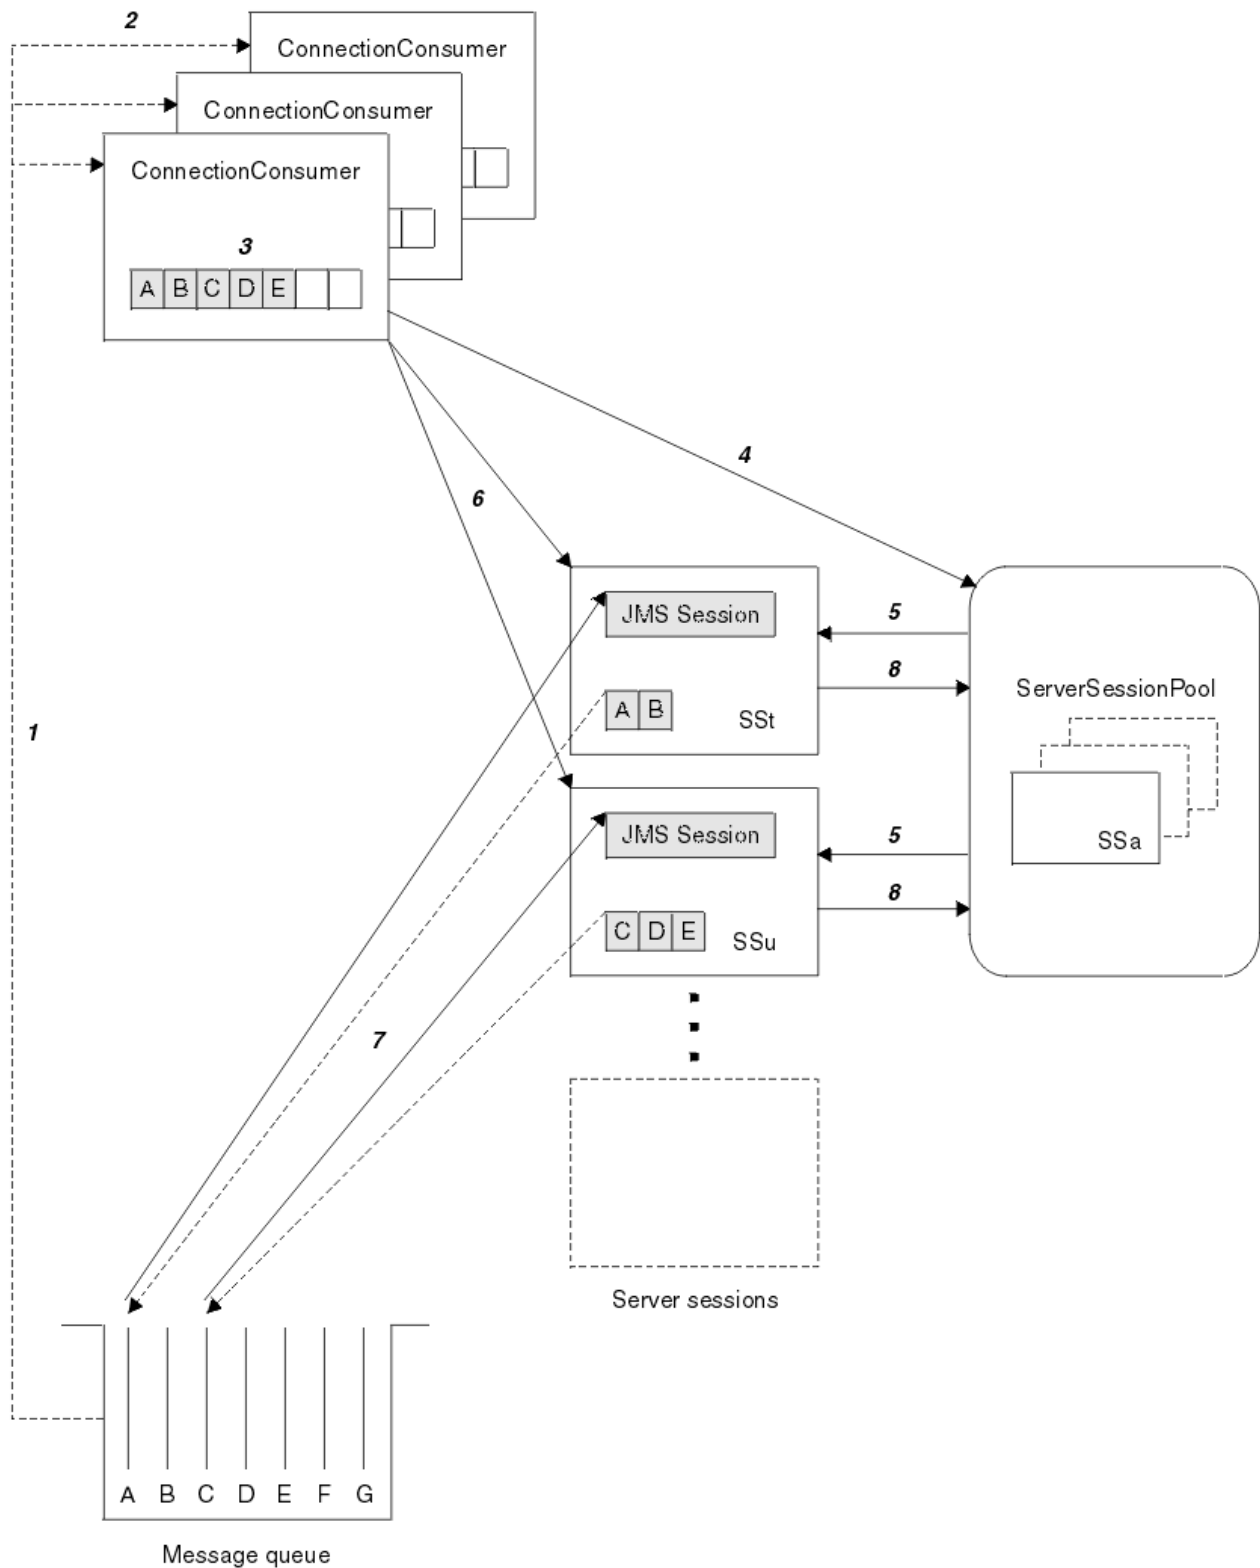 2
ConnectionConsumer
ConnectionConsumer
ConnectionConsumer
3
A B C D E
4
6
JMS Session
5
8
ServerSessionPool
A B
SSt
1
JMS Session
5
SSa
8
C D E
SSu
7
Server sessions
A B C D E F G
Message queue